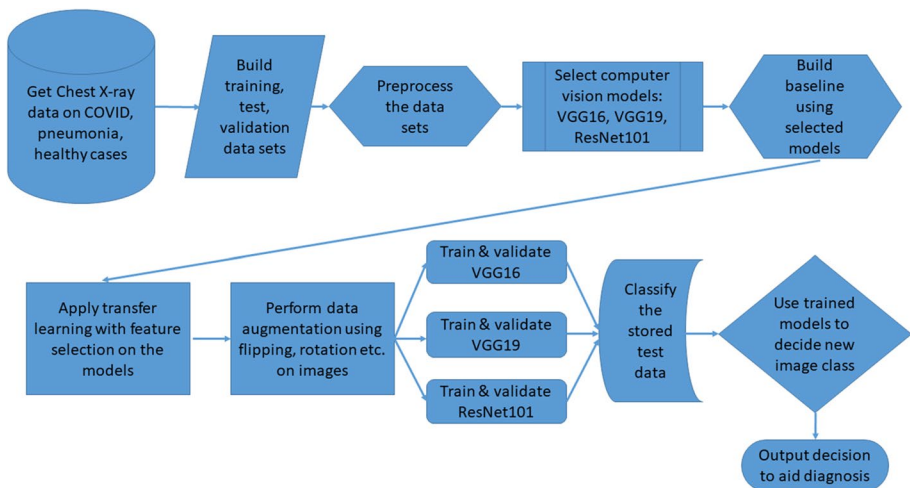 Get Chest X-ray
data on COVID,
pneumonia,
healthy cases
Build
training,
test,
validation
data sets
Preprocess
the data
sets
Select computer
vision models:
VGG16, VGG19,
ResNet101
Build
baseline
using
selected
models
Apply transfer
learning with feature
selection on the
models
Perform data
augmentation using
flipping, rotation etc.
on images
Train & validate
VGG16
Train & validate
VGG19
Train & validate
ResNet101
Classify
the
stored
test
data
Use trained
models to
decide new
image class
Output decision
to aid diagnosis